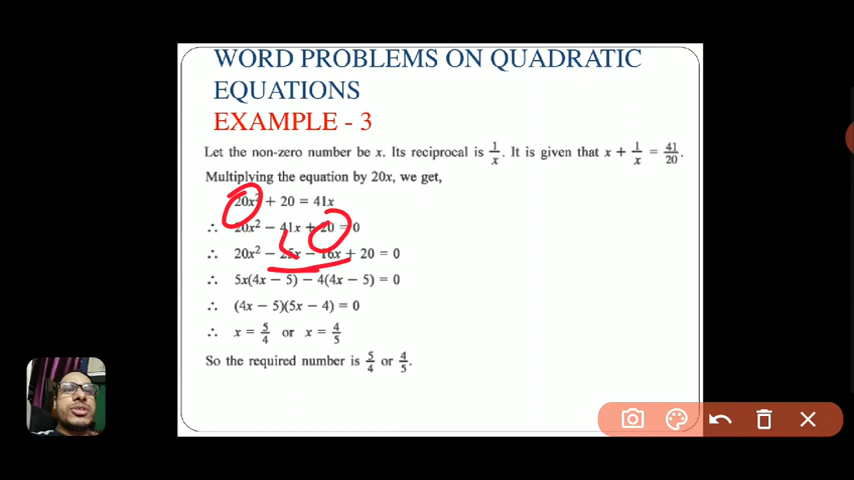 WORD PROBLEMS ON QUADRATIC
EQUATIONS
EXAMPLE - 3
Let the non-zero number be x. Its reciprocal is 1/x. It is given that x + 1/x = 41/20.
Multiplying the equation by 20x, we get,
20x² + 20 = 41x
∴ 20x² − 41x + 20 = 0
∴ 20x² − 25x − 16x + 20 = 0
∴ 5x(4x − 5) − 4(4x − 5) = 0
∴ (4x − 5)(5x − 4) = 0
∴ x = 5/4 or x = 4/5
So the required number is 5/4 or 4/5.